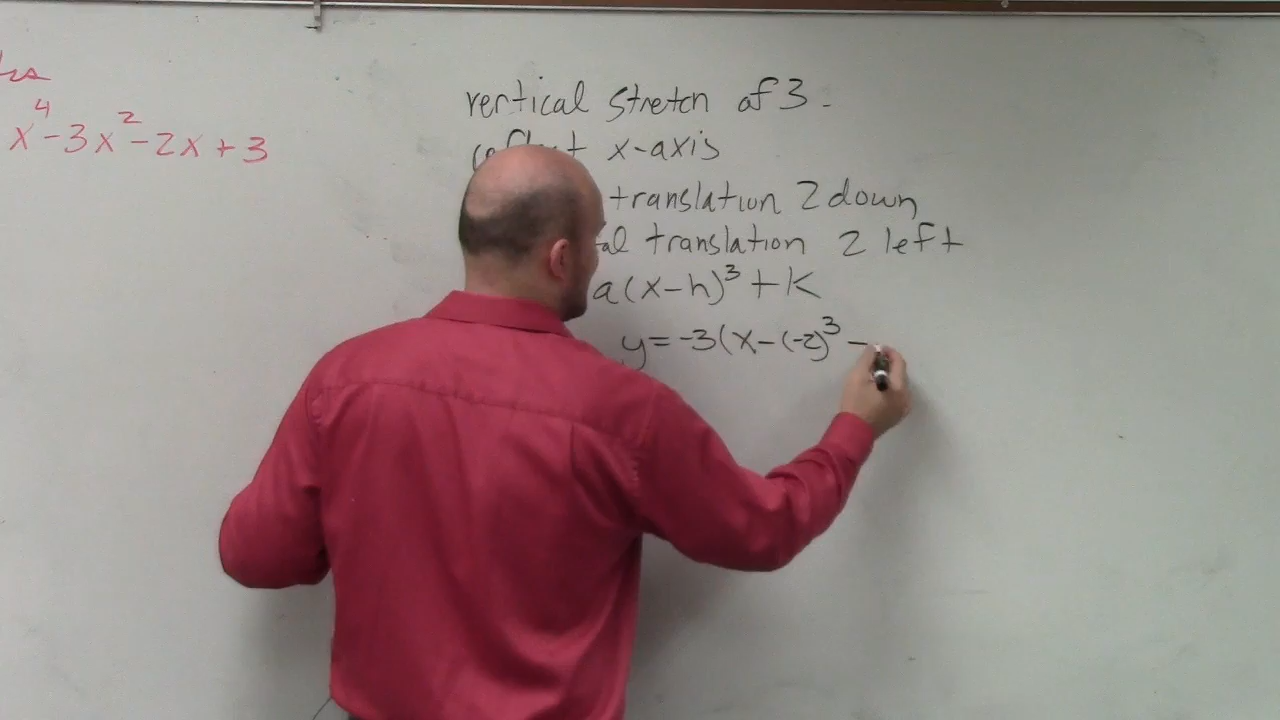 x⁴-3x²-2x+3
vertical stretch of 3.
x-axis
translation 2 down
translation 2 left
a(x-h)³+k
y=-3(x-(-2)³-